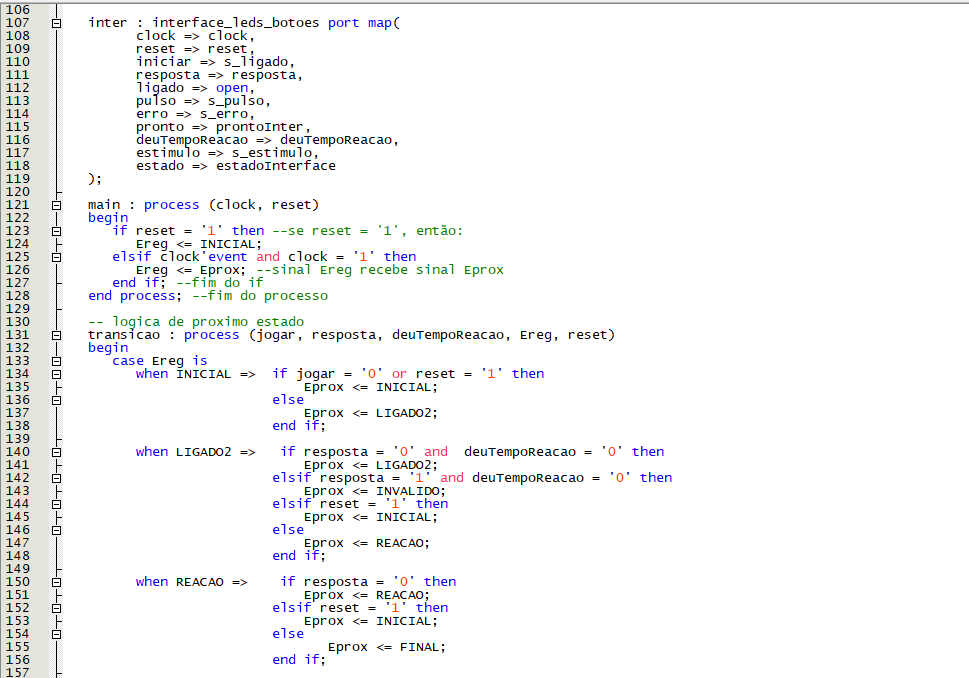 106
107 inter : interface_leds_botoes port map(
108 clock => clock,
109 reset => reset,
110 iniciar => s_ligado,
111 resposta => resposta,
112 ligado => open,
113 pulso => s_pulso,
114 erro => s_erro,
115 pronto => prontoInter,
116 deuTempoReacao => deuTempoReacao,
117 estimulo => s_estimulo,
118 estado => estadoInterface
119 );
120
121 main : process (clock, reset)
122 begin
123 if reset = '1' then --se reset = '1', então:
124 Ereg <= INICIAL;
125 elsif clock'event and clock = '1' then
126 Ereg <= Eprox; --sinal Ereg recebe sinal Eprox
127 end if; --fim do if
128 end process; --fim do processo
129
130 -- logica de proximo estado
131 transicao : process (jogar, resposta, deuTempoReacao, Ereg, reset)
132 begin
133 case Ereg is
134 when INICIAL => if jogar = '0' or reset = '1' then
135 Eprox <= INICIAL;
136 else
137 Eprox <= LIGADO2;
138 end if;
139
140 when LIGADO2 => if resposta = '0' and deuTempoReacao = '0' then
141 Eprox <= LIGADO2;
142 elsif resposta = '1' and deuTempoReacao = '0' then
143 Eprox <= INVALIDO;
144 elsif reset = '1' then
145 Eprox <= INICIAL;
146 else
147 Eprox <= REACAO;
148 end if;
149
150 when REACAO => if resposta = '0' then
151 Eprox <= REACAO;
152 elsif reset = '1' then
153 Eprox <= INICIAL;
154 else
155 Eprox <= FINAL;
156 end if;
157